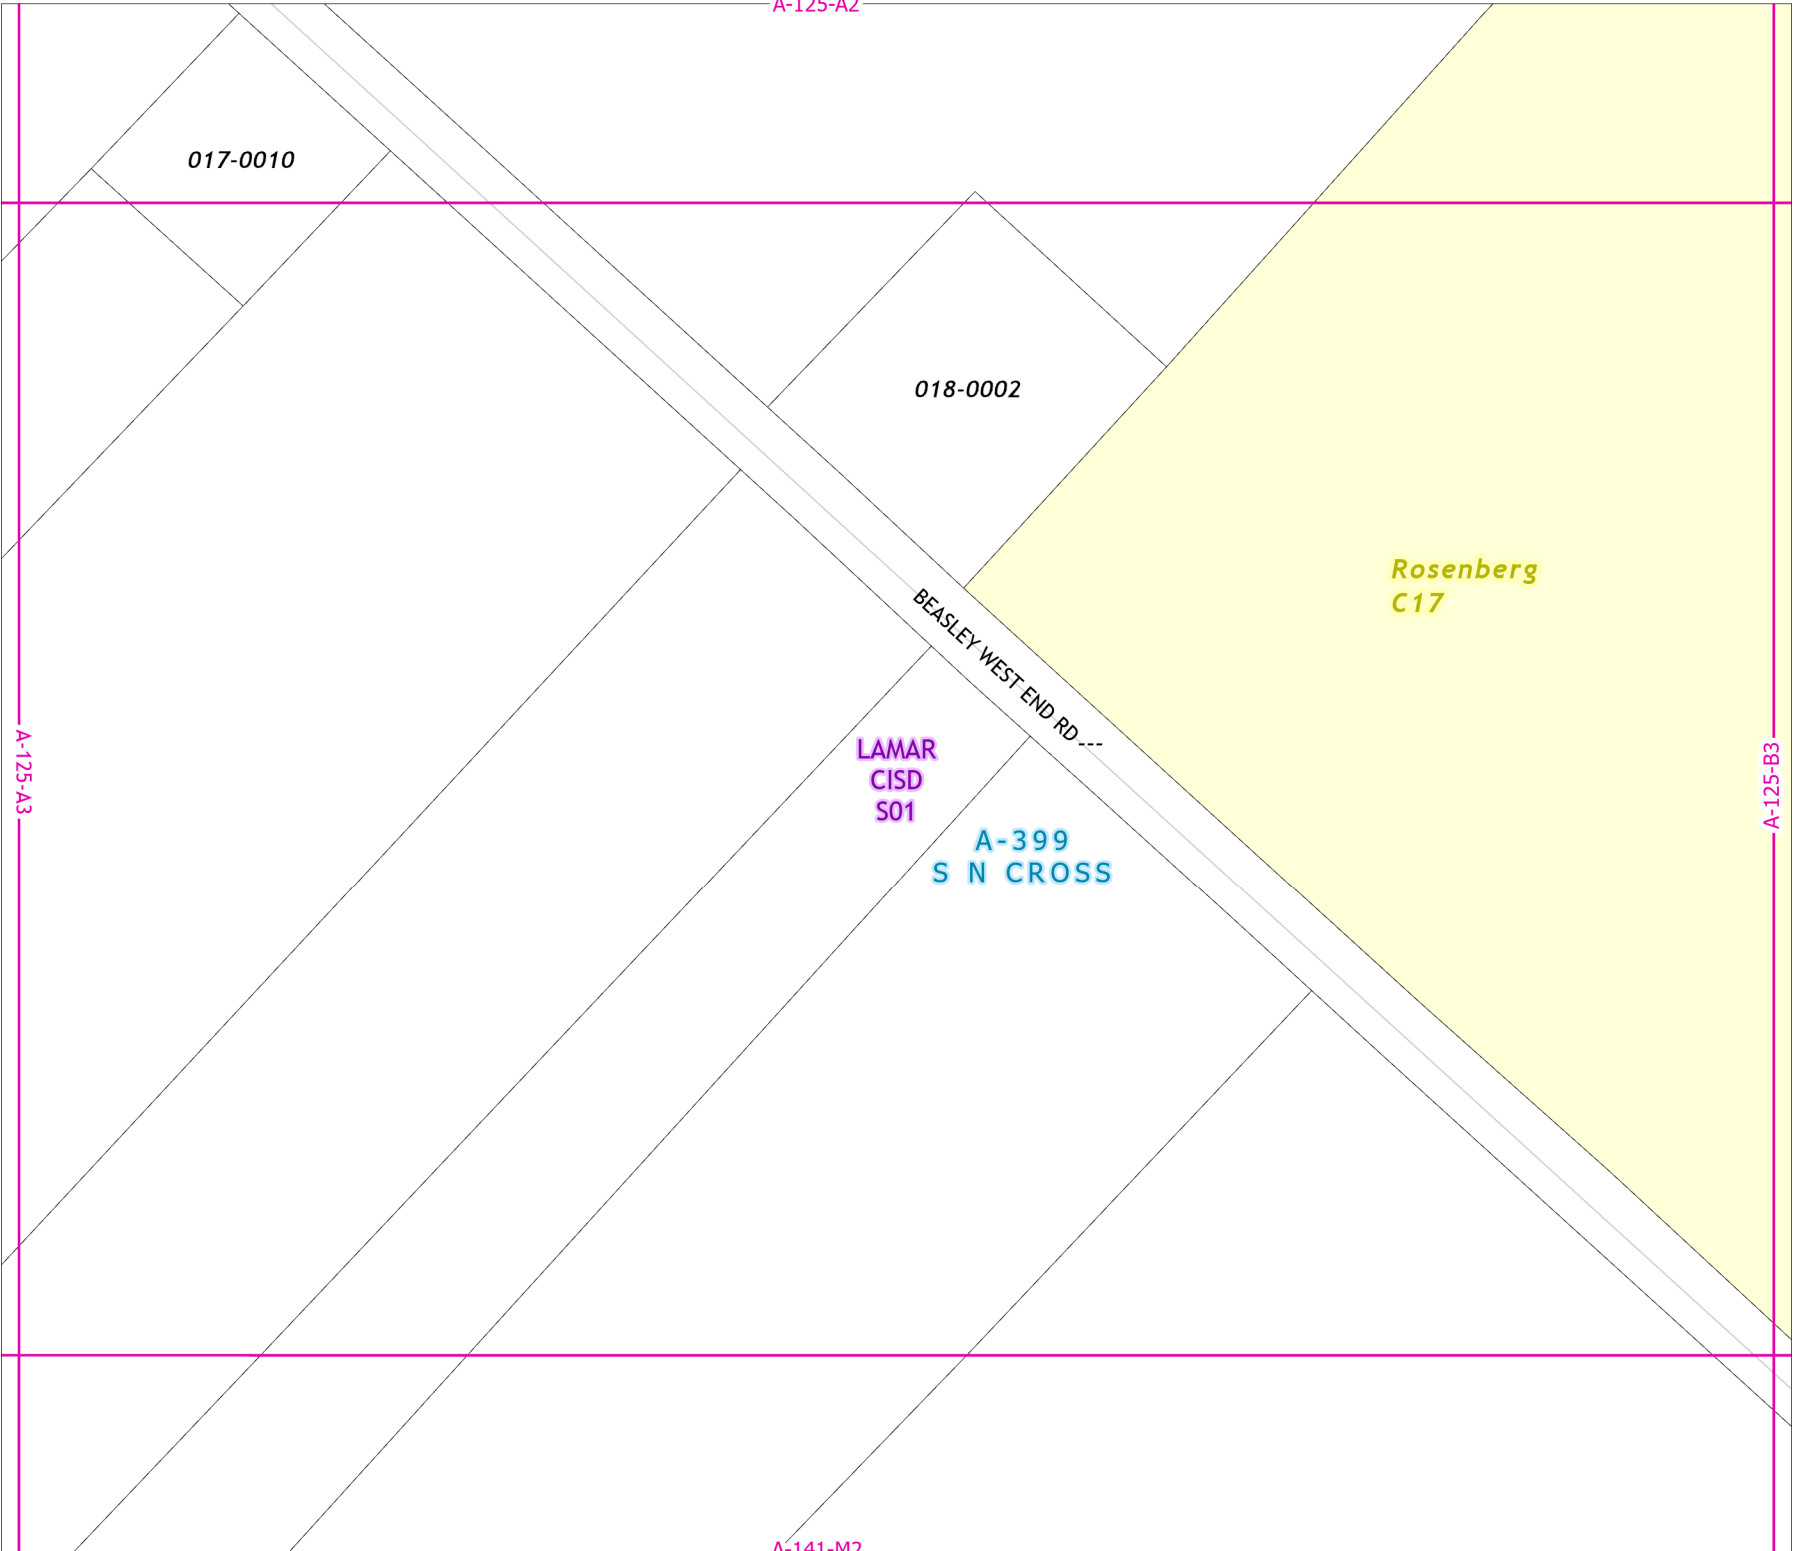 A-125-A2
017-0010
018-0002
Rosenberg
C17
BEASLEY WEST END RD ---
LAMAR
CISD
S01
A-125-A3
A-125-B3
A-399
S N CROSS
A-141-M2